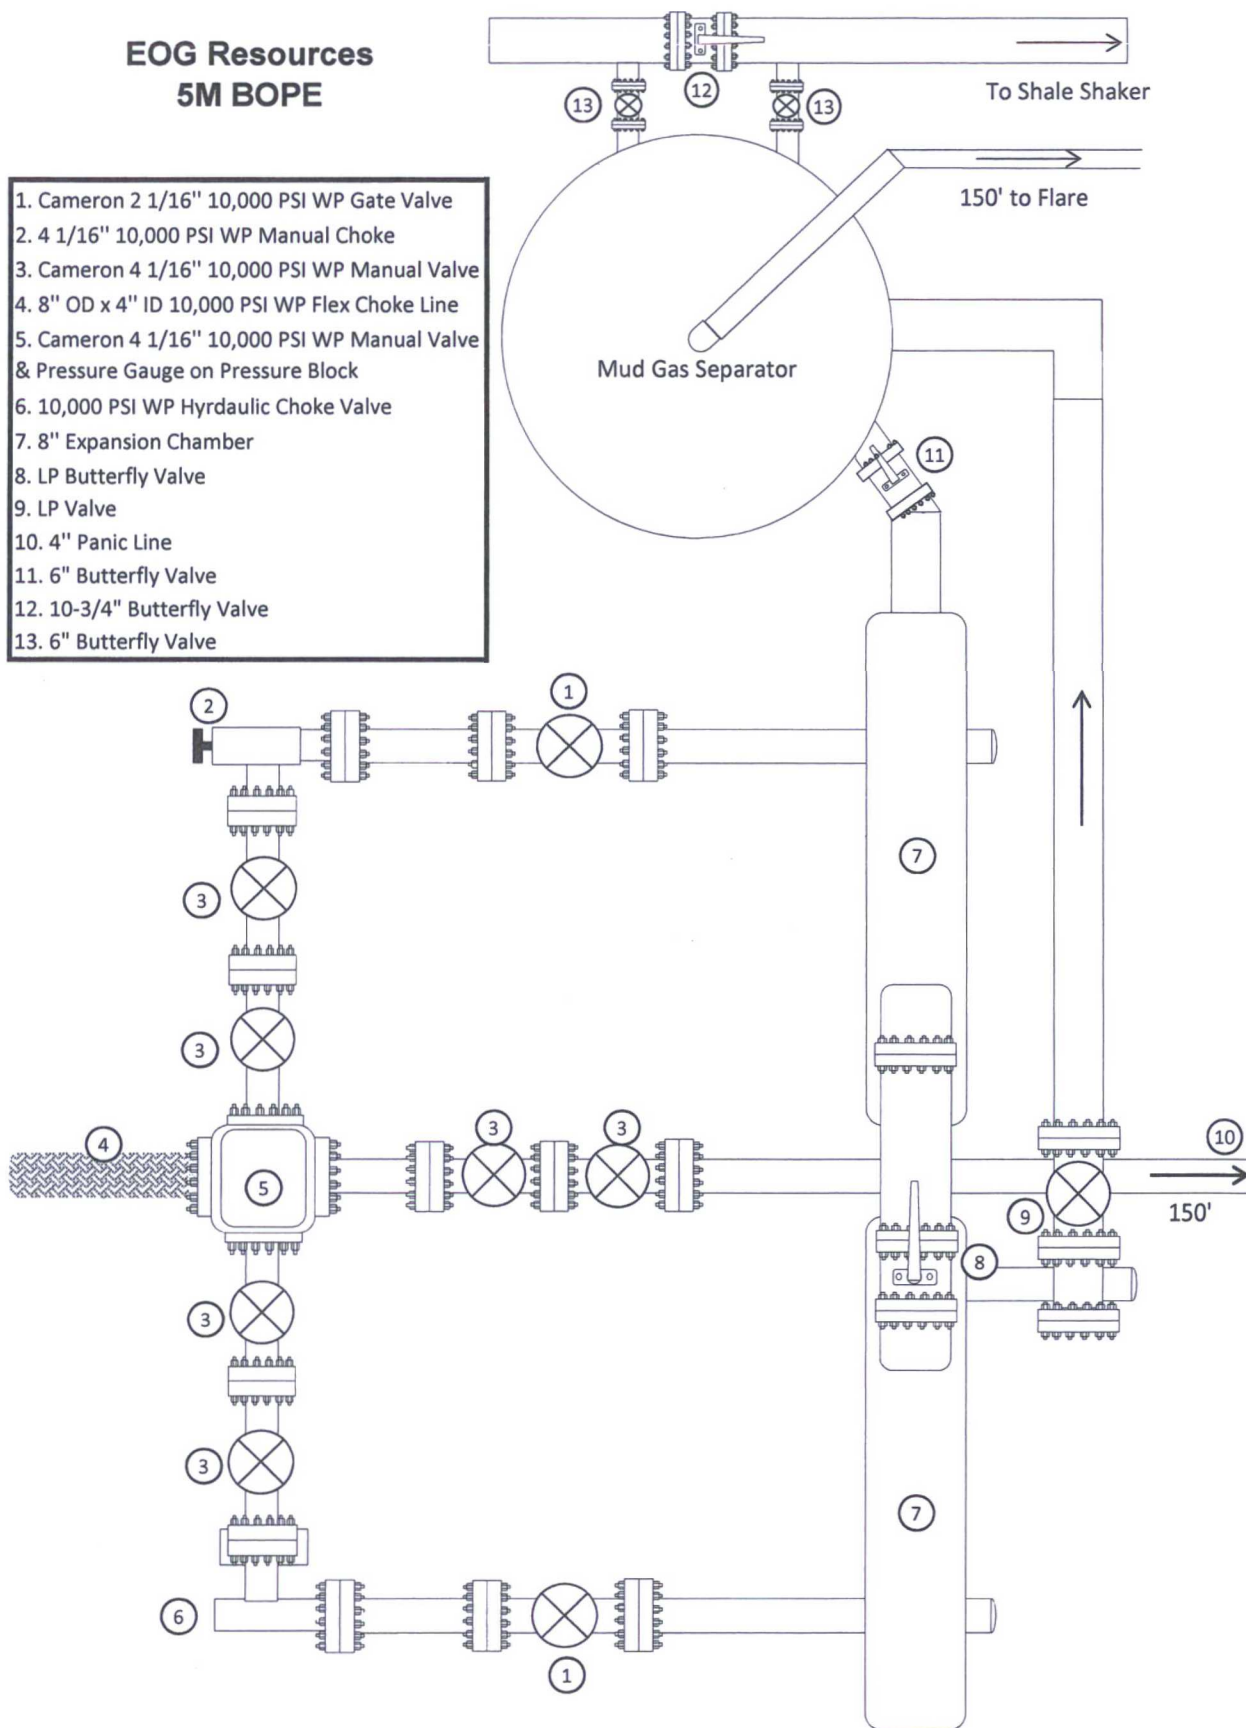 EOG Resources
5M BOPE
12
13
13
To Shale Shaker
150' to Flare
1. Cameron 2 1/16" 10,000 PSI WP Gate Valve
2. 4 1/16" 10,000 PSI WP Manual Choke
3. Cameron 4 1/16" 10,000 PSI WP Manual Valve
4. 8" OD x 4" ID 10,000 PSI WP Flex Choke Line
5. Cameron 4 1/16" 10,000 PSI WP Manual Valve
& Pressure Gauge on Pressure Block
6. 10,000 PSI WP Hyrdaulic Choke Valve
7. 8" Expansion Chamber
8. LP Butterfly Valve
9. LP Valve
10. 4" Panic Line
11. 6" Butterfly Valve
12. 10-3/4" Butterfly Valve
13. 6" Butterfly Valve
Mud Gas Separator
11
1
2
7
3
3
3
3
4
5
10
150'
9
8
3
3
7
6
1